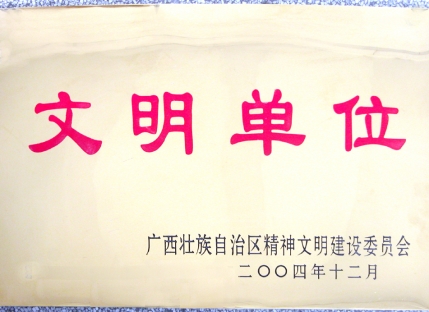 文明单位
广西壮族自治区精神文明建设委员会
二〇〇四年十二月